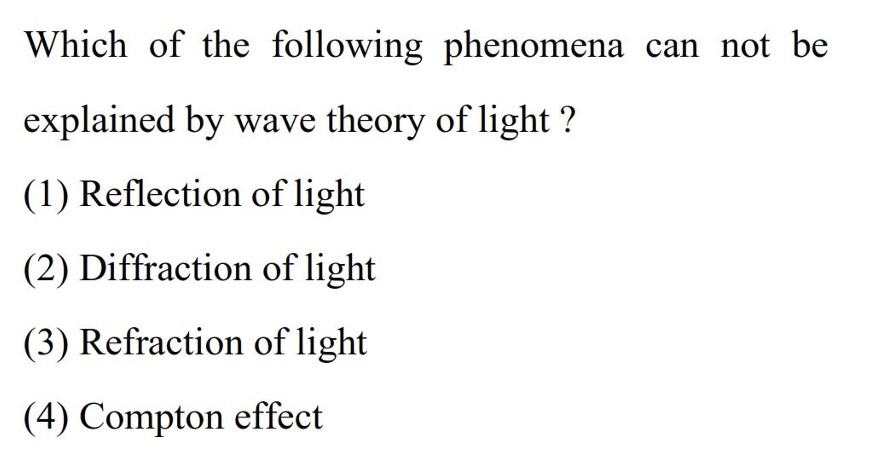 Which of the following phenomena can not be
explained by wave theory of light ?
(1) Reflection of light
(2) Diffraction of light
(3) Refraction of light
(4) Compton effect